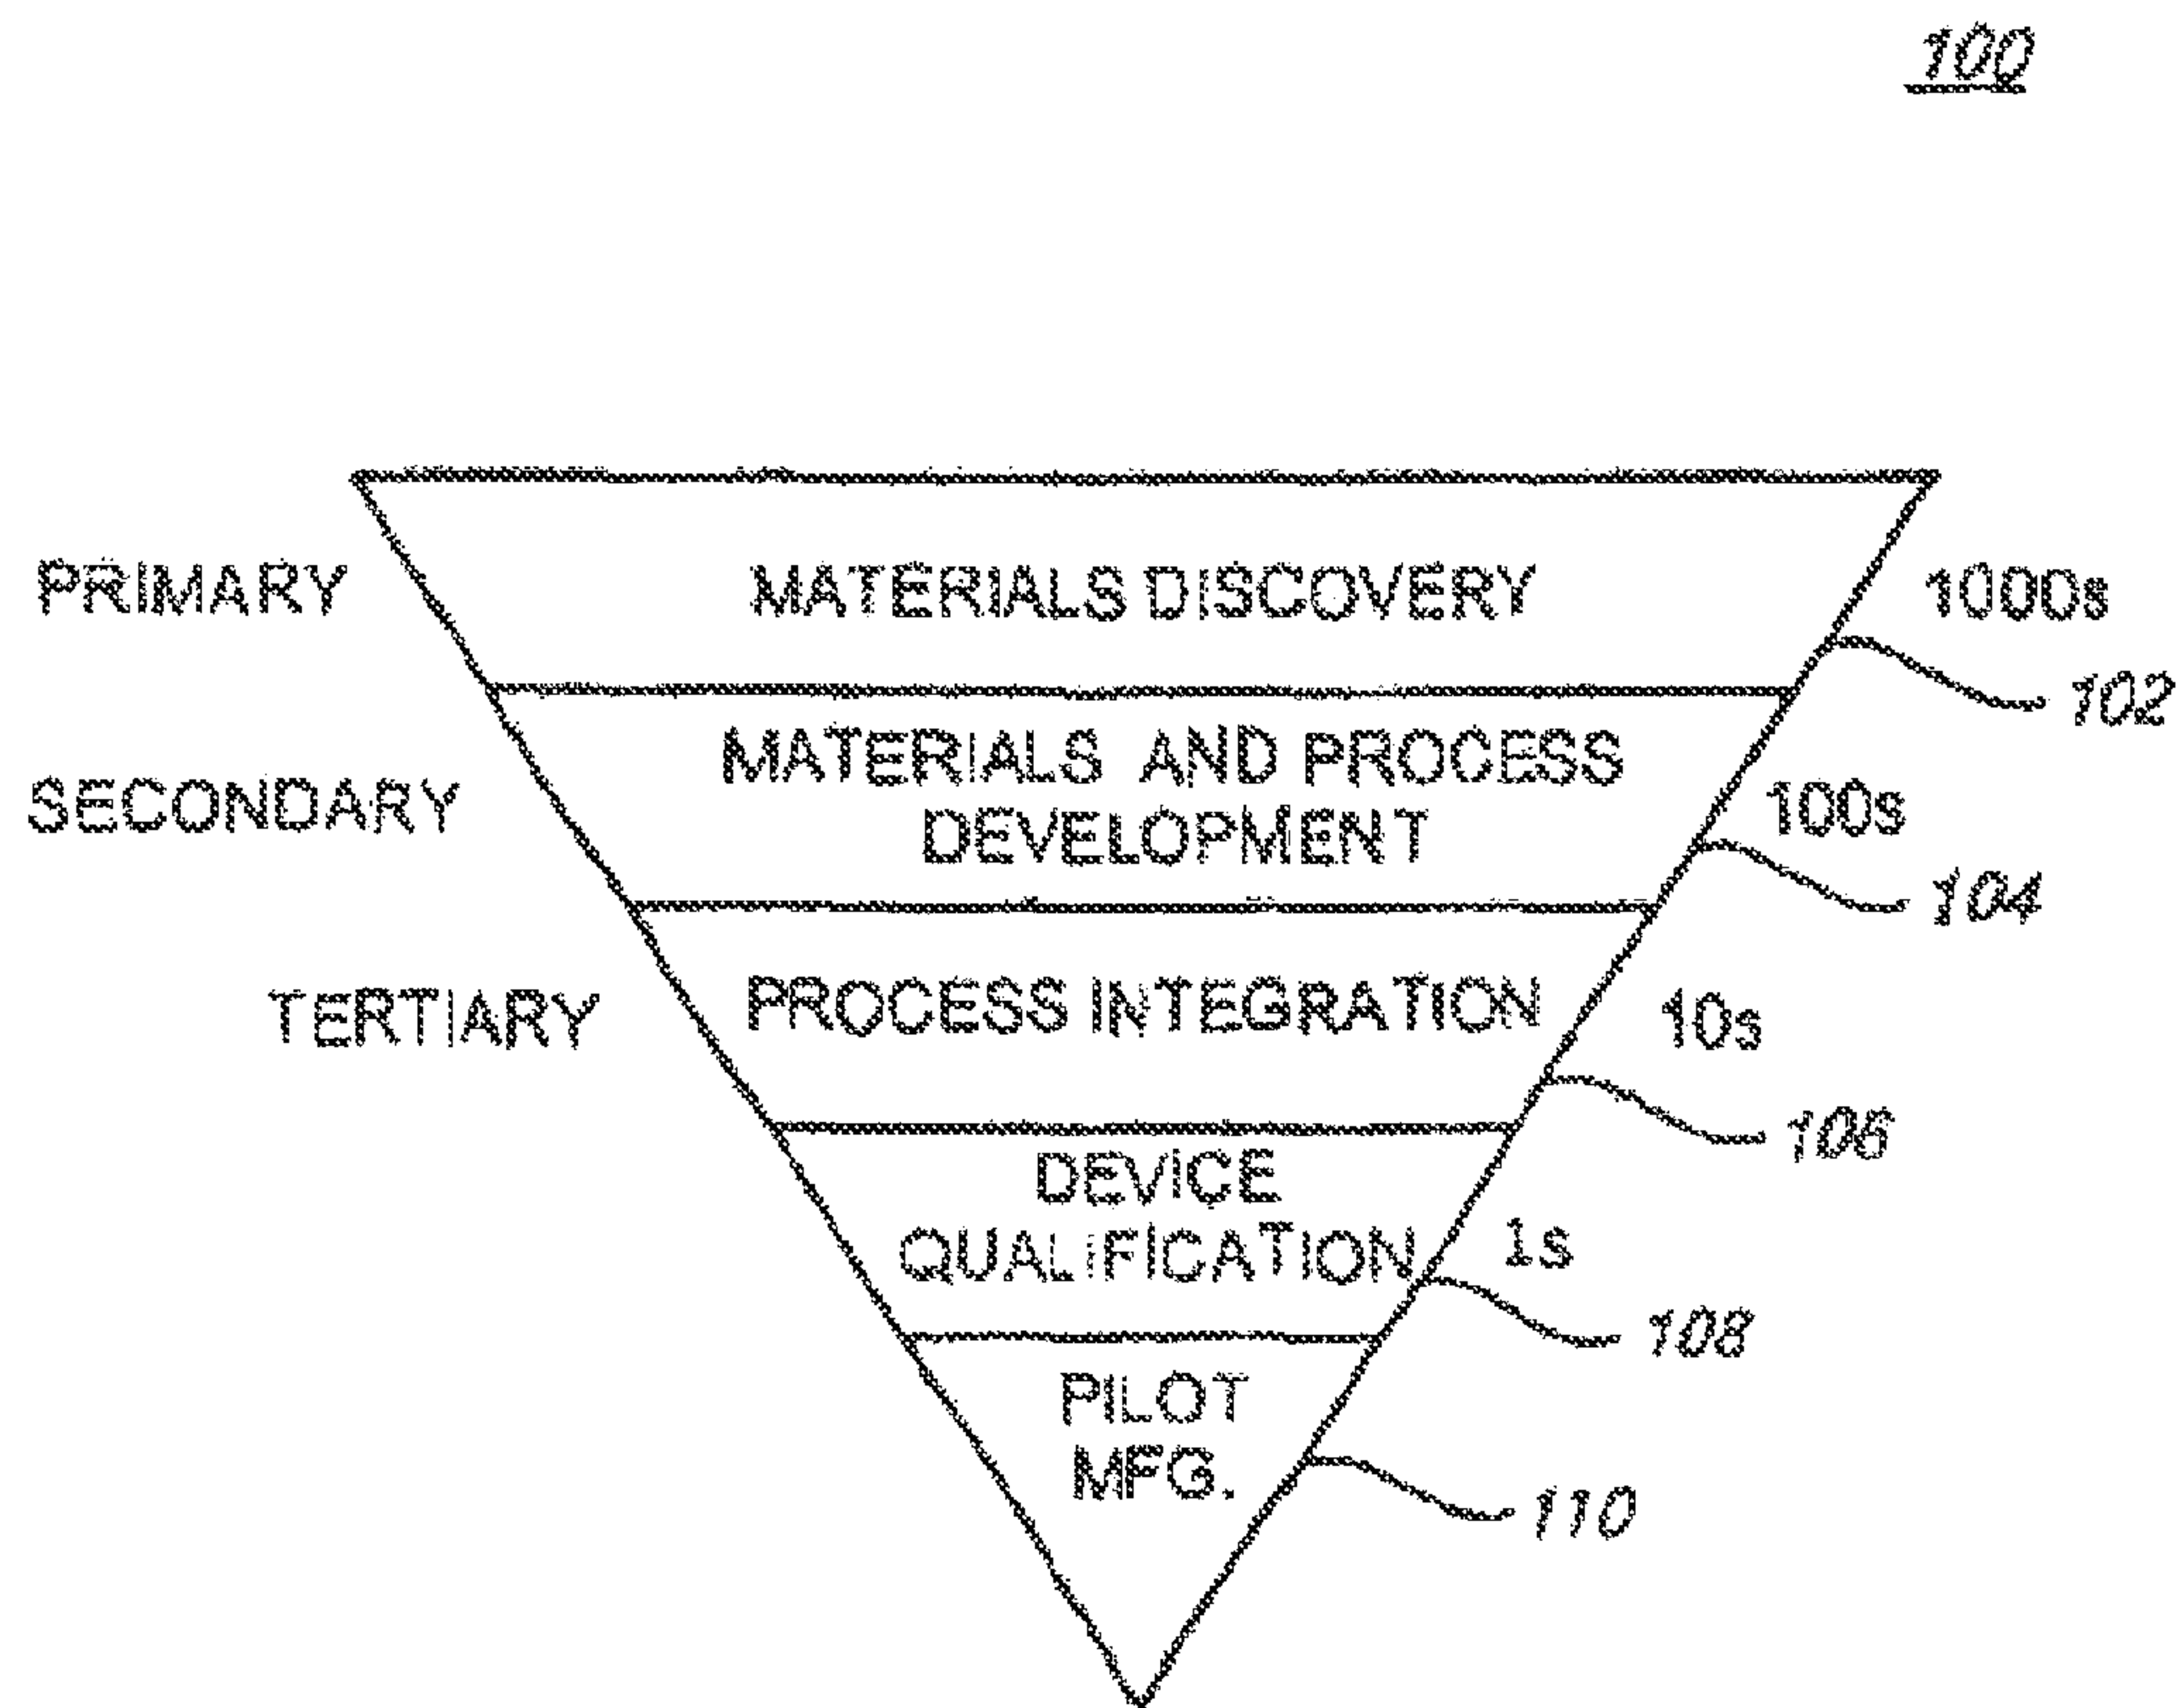 100
PRIMARY
MATERIALS DISCOVERY
1000s
102
SECONDARY
MATERIALS AND PROCESS
DEVELOPMENT
100s
104
TERTIARY
PROCESS INTEGRATION
10s
106
DEVICE
QUALIFICATION
1s
108
PILOT
MFG.
110